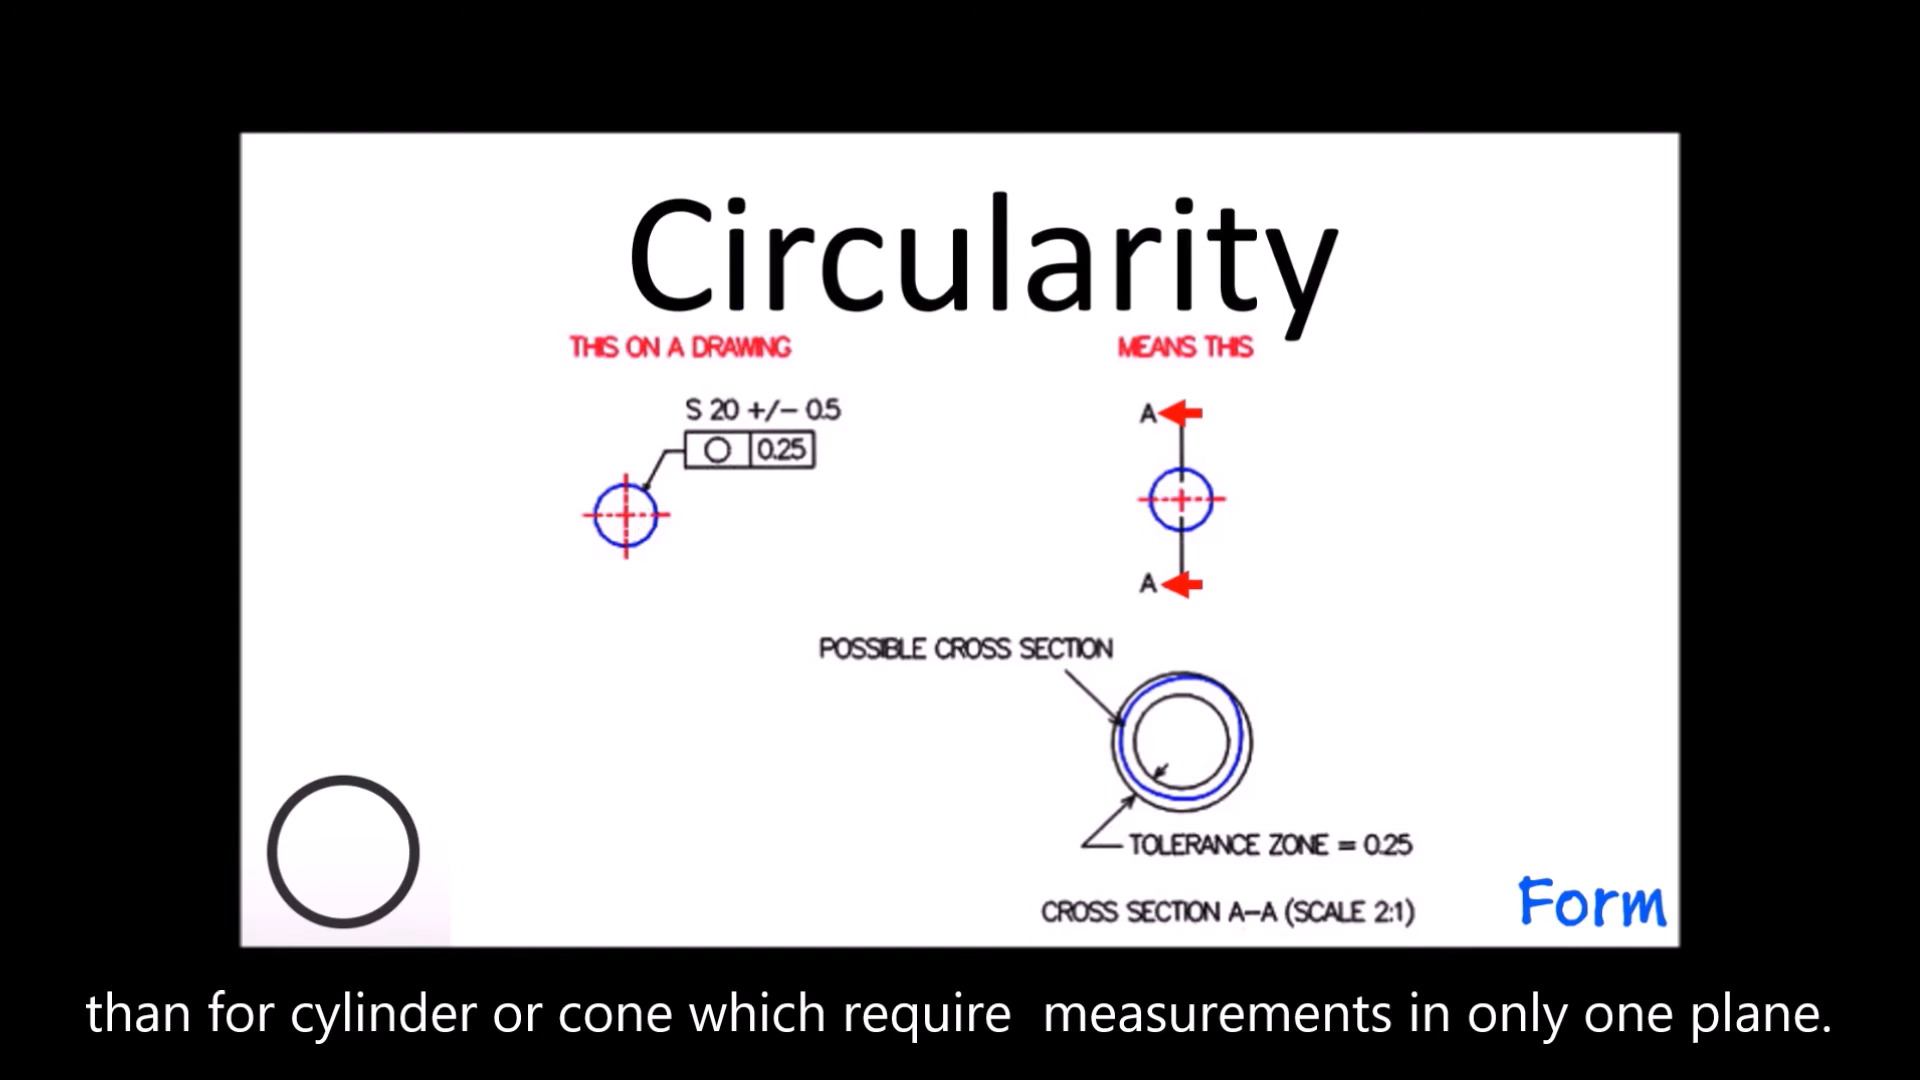 Circularity
THIS ON A DRAWING
MEANS THIS
S 20 +/- 0.5
0.25
A
A
POSSIBLE CROSS SECTION
TOLERANCE ZONE = 0.25
CROSS SECTION A-A (SCALE 2:1)
Form
than for cylinder or cone which require measurements in only one plane.